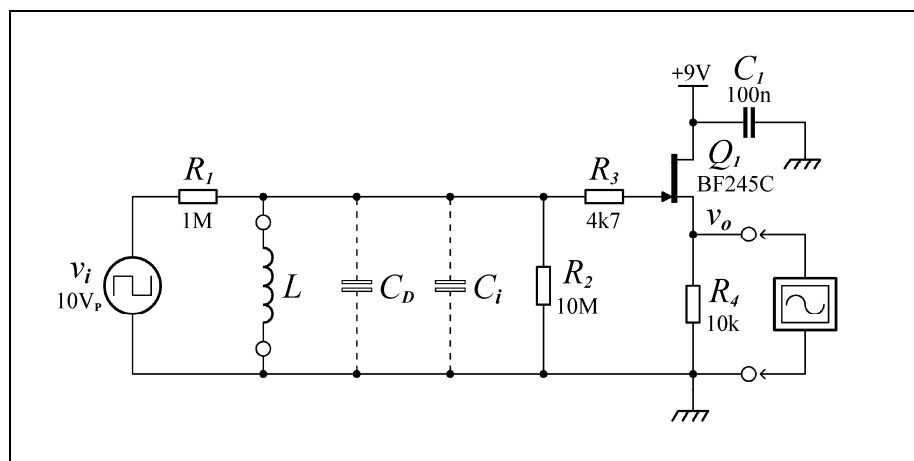 +9V
C1
100n
R1
1M
R3
4k7
Q1
BF245C
vo
vi
10VP
L
CD
Ci
R2
10M
R4
10k